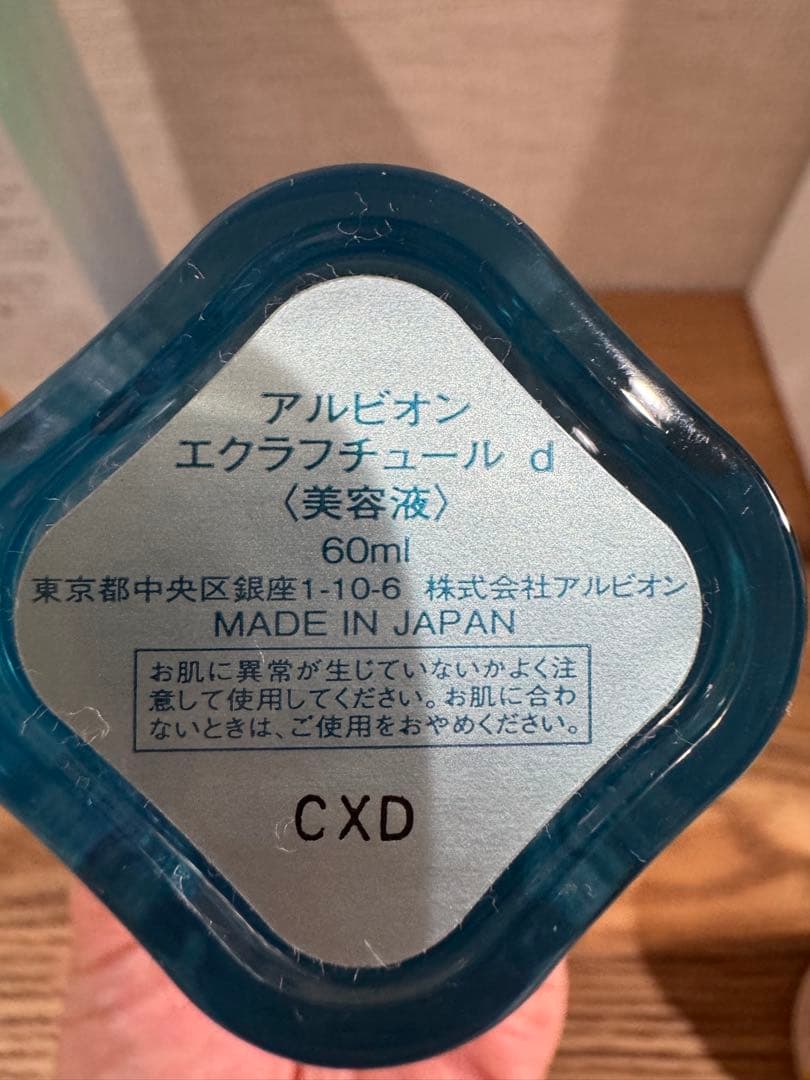 アルビオン
エクラフチュール d
〈美容液〉
60ml
東京都中央区銀座1-10-6 株式会社アルビオン
MADE IN JAPAN
お肌に異常が生じていないかよく注
意して使用してください。お肌に合わ
ないときは、ご使用をおやめください。
CXD